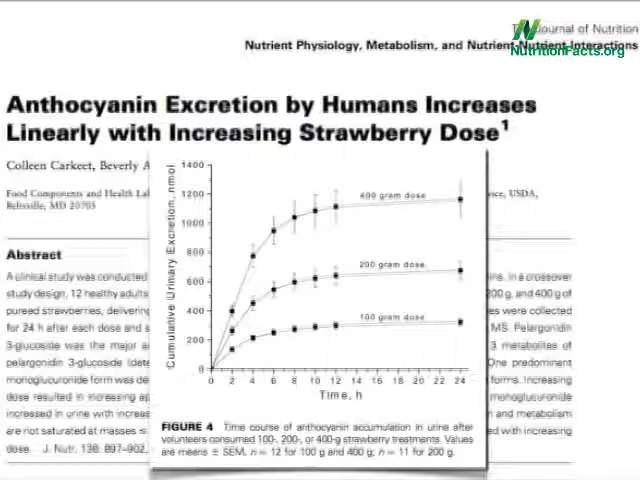 The Journal of Nutrition
Nutrient Physiology, Metabolism, and Nutrient-Nutrient Interactions
NutritionFacts.org
Anthocyanin Excretion by Humans Increases
Linearly with Increasing Strawberry Dose1
Colleen Carkeet, Beverly A
Food Components and Health La
vice, USDA,
Beltsville, MD 20705
Abstract
A clinical study was conducted
ins. In a crossover
study design, 12 healthy adults
200 g, and 400 g of
pureed strawberries, delivering
es were collected
for 24 h after each dose and s
MS. Pelargonidin
3-glucoside was the major a
3 metabolites of
pelargonidin 3-glucoside (dete
One predominant
monoglucuronide form was de
forms. Increasing
dose resulted in increasing ap
monoglucuronide
increased in urine with increas
n and metabolism
are not saturated at masses ≤
ed with increasing
dose. J. Nutr. 138: 897–902,
Cumulative Urinary Excretion, nmol
1400
1200
1000
800
600
400
200
0
400 gram dose
200 gram dose
100 gram dose
0 2 4 6 8 10 12 14 16 18 20 22 24
Time, h
FIGURE 4 Time course of anthocyanin accumulation in urine after
volunteers consumed 100-, 200-, or 400-g strawberry treatments. Values
are means ± SEM, n = 12 for 100 g and 400 g; n = 11 for 200 g.